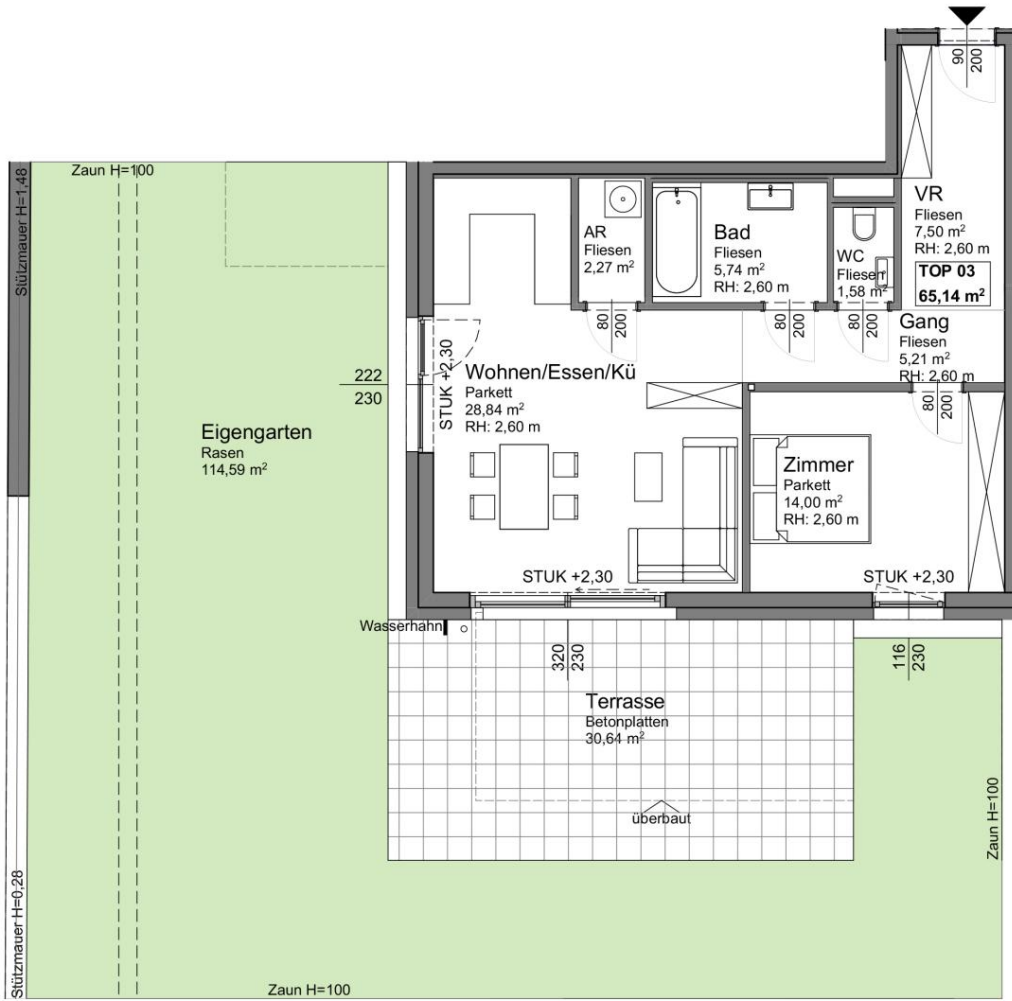 90
200
Zaun H=100
Stützmauer H=1,48
VR
Fliesen
7,50 m²
RH: 2,60 m
TOP 03
65,14 m²
AR
Fliesen
2,27 m²
Bad
Fliesen
5,74 m²
RH: 2,60 m
WC
Fliesen
1,58 m²
80
200
80
200
80
200
Gang
Fliesen
5,21 m²
RH: 2,60 m
80
200
222
230
STUK +2,30
Wohnen/Essen/Kü
Parkett
28,84 m²
RH: 2,60 m
Eigengarten
Rasen
114,59 m²
Zimmer
Parkett
14,00 m²
RH: 2,60 m
STUK +2,30
STUK +2,30
Wasserhahn
320
230
116
230
Terrasse
Betonplatten
30,64 m²
überbaut
Zaun H=100
Stützmauer H=0,28
Zaun H=100